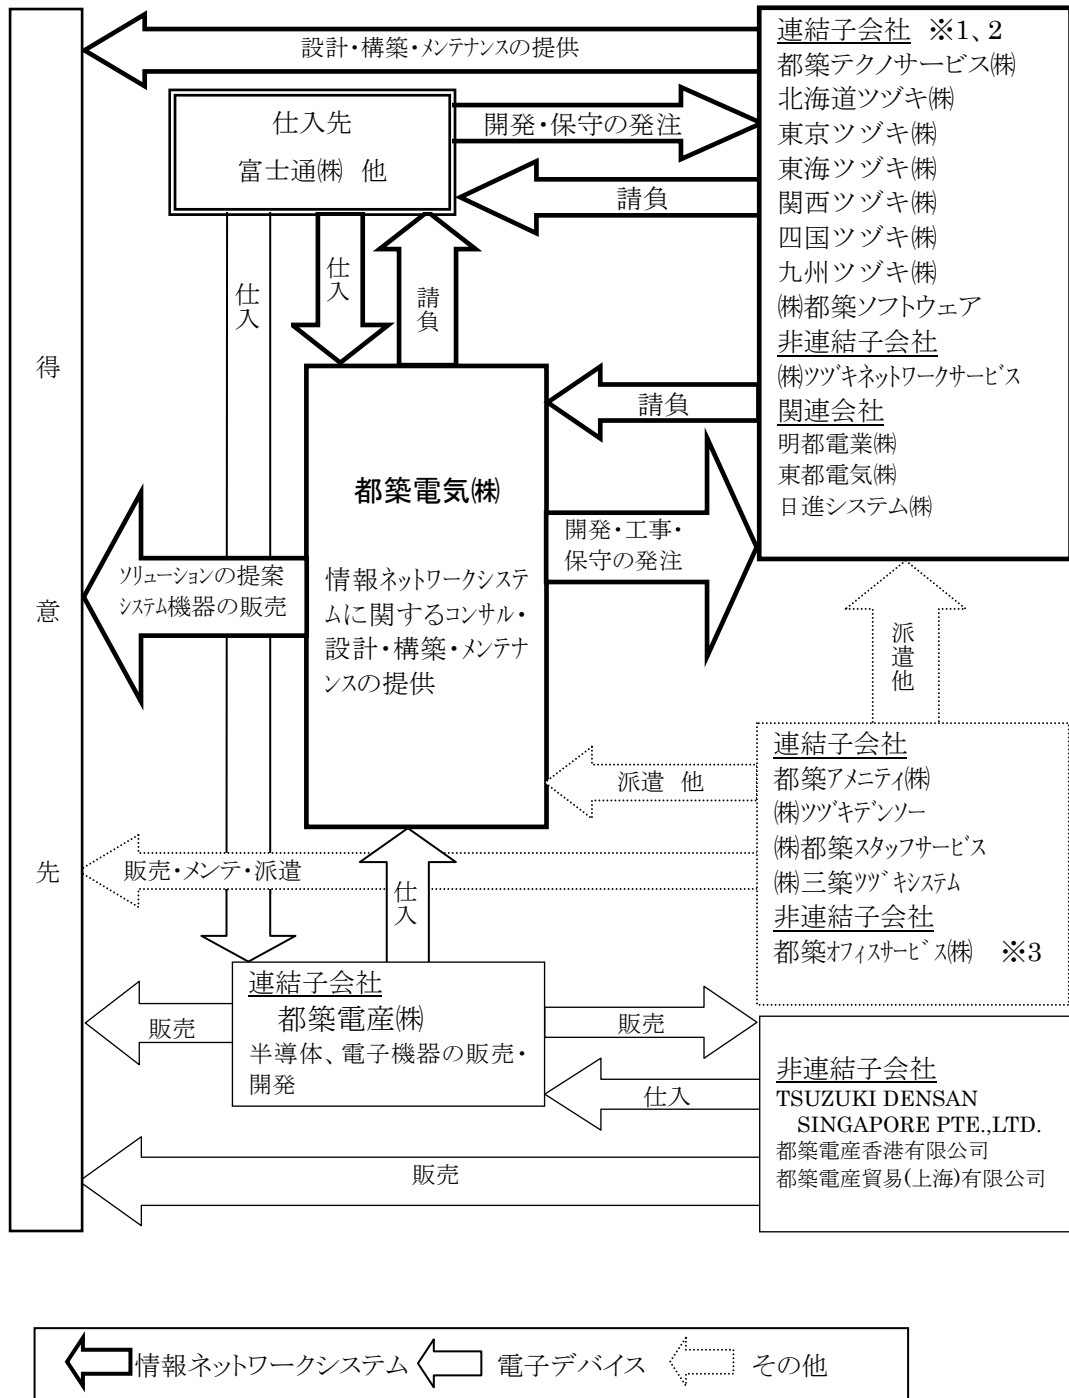 設計・構築・メンテナンスの提供
連結子会社 ※1、2
都築テクノサービス㈱
北海道ツヅキ㈱
東京ツヅキ㈱
東海ツヅキ㈱
関西ツヅキ㈱
四国ツヅキ㈱
九州ツヅキ㈱
㈱都築ソフトウェア
非連結子会社
㈱ツヅキネットワークサービス
関連会社
明都電業㈱
東都電気㈱
日進システム㈱
仕入先
富士通㈱ 他
開発・保守の発注
請負
仕入
仕入
請負
請負
得意先
都築電気㈱
情報ネットワークシステ
ムに関するコンサル・
設計・構築・メンテナ
ンスの提供
開発・工事・
保守の発注
ソリューションの提案
システム機器の販売
派遣他
連結子会社
都築アメニティ㈱
㈱ツヅキデンソー
㈱都築スタッフサービス
㈱三築ツヅキシステム
非連結子会社
都築オフィスサービス㈱ ※3
派遣 他
販売・メンテ・派遣
仕入
連結子会社
都築電産㈱
半導体、電子機器の販売・
開発
販売
販売
仕入
非連結子会社
TSUZUKI DENSAN
SINGAPORE PTE.,LTD.
都築電産香港有限公司
都築電産貿易(上海)有限公司
販売
情報ネットワークシステム 電子デバイス その他